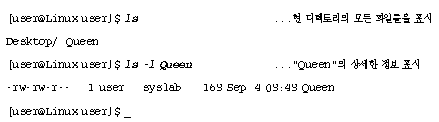 [user@Linux user]$ ls ...현 디렉토리의 모든 파일들을 표시
Desktop/ Queen
[user@Linux user]$ ls -l Queen ..."Queen"의 상세한 정보 표시
-rw-rw-r-- 1 user syslab 169 Sep 4 09:49 Queen
[user@Linux user]$ _